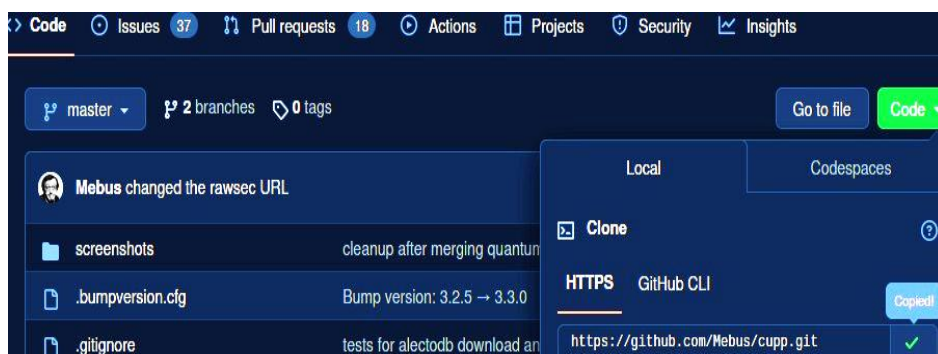 Code Issues 37 Pull requests 18 Actions Projects Security Insights
master 2 branches 0 tags Go to file Code
Mebus changed the rawsec URL
screenshots cleanup after merging quantum
.bumpversion.cfg Bump version: 3.2.5 → 3.3.0
.gitignore tests for alectodb download an
Local Codespaces
Clone
HTTPS GitHub CLI
Copied!
https://github.com/Mebus/cupp.git